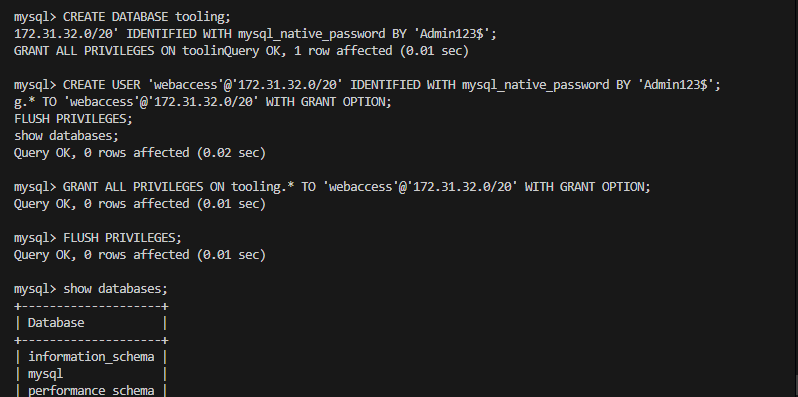 mysql> CREATE DATABASE tooling;
172.31.32.0/20' IDENTIFIED WITH mysql_native_password BY 'Admin123$';
GRANT ALL PRIVILEGES ON toolinQuery OK, 1 row affected (0.01 sec)
mysql> CREATE USER 'webaccess'@'172.31.32.0/20' IDENTIFIED WITH mysql_native_password BY 'Admin123$';
g.* TO 'webaccess'@'172.31.32.0/20' WITH GRANT OPTION;
FLUSH PRIVILEGES;
show databases;
Query OK, 0 rows affected (0.02 sec)
mysql> GRANT ALL PRIVILEGES ON tooling.* TO 'webaccess'@'172.31.32.0/20' WITH GRANT OPTION;
Query OK, 0 rows affected (0.01 sec)
mysql> FLUSH PRIVILEGES;
Query OK, 0 rows affected (0.01 sec)
mysql> show databases;
+--------------------+
| Database           |
+--------------------+
| information_schema |
| mysql              |
| performance_schema |